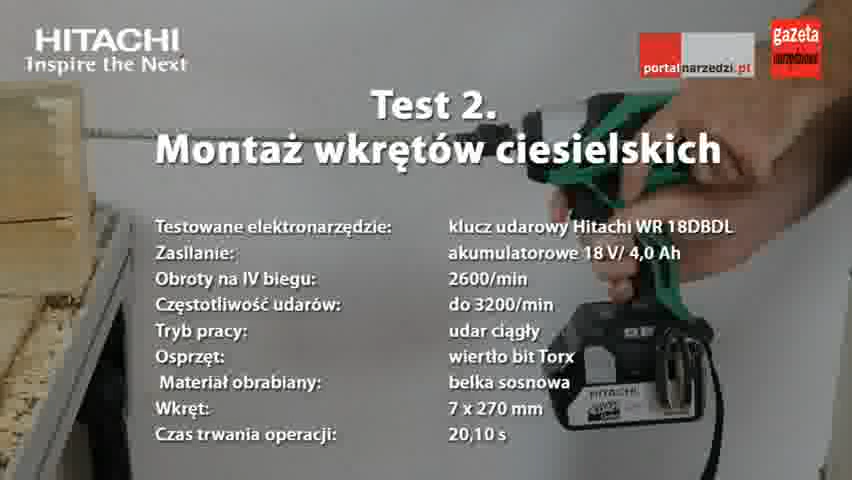 HITACHI
Inspire the Next
portalnarzedzi.pl
gazeta
narzędziowa
Test 2.
Montaż wkrętów ciesielskich
Testowane elektronarzędzie: klucz udarowy Hitachi WR 18DBDL
Zasilanie: akumulatorowe 18 V/ 4,0 Ah
Obroty na IV biegu: 2600/min
Częstotliwość udarów: do 3200/min
Tryb pracy: udar ciągły
Osprzęt: wiertło bit Torx
Materiał obrabiany: belka sosnowa
Wkręt: 7 x 270 mm
Czas trwania operacji: 20,10 s
HITACHI